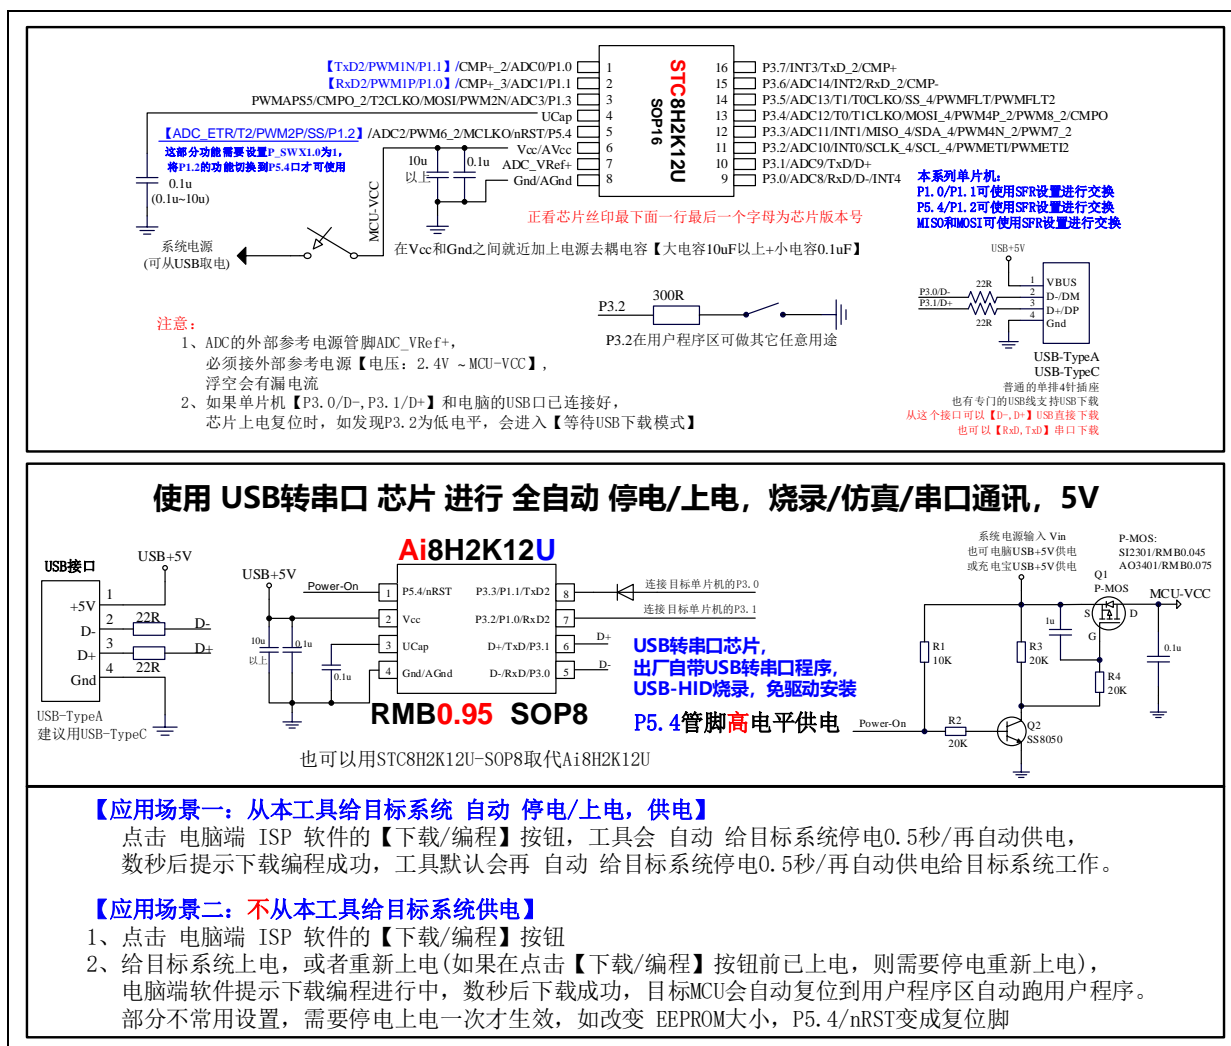 【TxD2/PWM1N/P1.1】/CMP+_2/ADC0/P1.0
【RxD2/PWM1P/P1.0】/CMP+_3/ADC1/P1.1
PWMAPS5/CMPO_2/T2CLKO/MOSI/PWM2N/ADC3/P1.3
UCap
【ADC_ETR/T2/PWM2P/SS/P1.2】/ADC2/PWM6_2/MCLKO/nRST/P5.4
Vcc/AVcc
ADC_VRef+
Gnd/AGnd
1
2
3
4
5
6
7
8
STC8H2K12U
SOP16
16
15
14
13
12
11
10
9
P3.7/INT3/TxD_2/CMP+
P3.6/ADC14/INT2/RxD_2/CMP-
P3.5/ADC13/T1/T0CLKO/SS_4/PWMFLT/PWMFLT2
P3.4/ADC12/T0/T1CLKO/MOSI_4/PWM4P_2/PWM8_2/CMPO
P3.3/ADC11/INT1/MISO_4/SDA_4/PWM4N_2/PWM7_2
P3.2/ADC10/INT0/SCLK_4/SCL_4/PWMETI/PWMETI2
P3.1/ADC9/TxD/D+
P3.0/ADC8/RxD/D-/INT4
这部分功能需要设置P_SWX1.0为1,
将P1.2的功能切换到P5.4口才可使用
0.1u
(0.1u~10u)
10u
以上
0.1u
MCU-VCC
系统电源
(可从USB取电)
正看芯片丝印最下面一行最后一个字母为芯片版本号
在Vcc和Gnd之间就近加上电源去耦电容【大电容10uF以上+小电容0.1uF】
本系列单片机:
P1.0/P1.1可使用SFR设置进行交换
P5.4/P1.2可使用SFR设置进行交换
MISO和MOSI可使用SFR设置进行交换
P3.2
300R
P3.2在用户程序区可做其它任意用途
USB+5V
P3.0/D-
P3.1/D+
22R
22R
1
2
3
4
VBUS
D-/DM
D+/DP
Gnd
USB-TypeA
USB-TypeC
普通的单排4针插座
也有专门的USB线支持USB下载
从这个接口可以【D-,D+】USB直接下载
也可以【RxD,TxD】串口下载
注意:
1、ADC的外部参考电源管脚ADC_VRef+,
必须接外部参考电源【电压: 2.4V ~ MCU-VCC】,
浮空会有漏电流
2、如果单片机【P3.0/D-,P3.1/D+】和电脑的USB口已连接好,
芯片上电复位时, 如发现P3.2为低电平, 会进入【等待USB下载模式】
使用 USB转串口 芯片 进行 全自动 停电/上电, 烧录/仿真/串口通讯, 5V
USB接口
USB+5V
+5V
D-
D+
Gnd
1
2
3
4
22R
22R
D-
D+
USB-TypeA
建议用USB-TypeC
Ai8H2K12U
USB+5V
Power-On
10u
以上
0.1u
0.1u
1
2
3
4
P5.4/nRST
Vcc
UCap
Gnd/AGnd
P3.3/P1.1/TxD2
P3.2/P1.0/RxD2
D+/TxD/P3.1
D-/RxD/P3.0
8
7
6
5
连接目标单片机的P3.0
连接目标单片机的P3.1
D+
D-
RMB0.95 SOP8
也可以用STC8H2K12U-SOP8取代Ai8H2K12U
USB转串口芯片,
出厂自带USB转串口程序,
USB-HID烧录, 免驱动安装
P5.4管脚高电平供电
系统电源输入 Vin
也可电脑USB+5V供电
或充电宝USB+5V供电
P-MOS:
SI2301/RMB0.045
AO3401/RMB0.075
Q1
P-MOS
MCU-VCC
S
D
G
1u
0.1u
R1
10K
R3
20K
R4
20K
Power-On
R2
20K
Q2
SS8050
【应用场景一: 从本工具给目标系统 自动 停电/上电, 供电】
点击 电脑端 ISP 软件的【下载/编程】按钮, 工具会 自动 给目标系统停电0.5秒/再自动供电,
数秒后提示下载编程成功, 工具默认会再 自动 给目标系统停电0.5秒/再自动供电给目标系统工作。
【应用场景二: 不从本工具给目标系统供电】
1、点击 电脑端 ISP 软件的【下载/编程】按钮
2、给目标系统上电, 或者重新上电(如果在点击【下载/编程】按钮前已上电, 则需要停电重新上电),
电脑端软件提示下载编程进行中, 数秒后下载成功, 目标MCU会自动复位到用户程序区自动跑用户程序。
部分不常用设置, 需要停电上电一次才生效, 如改变 EEPROM大小, P5.4/nRST变成复位脚